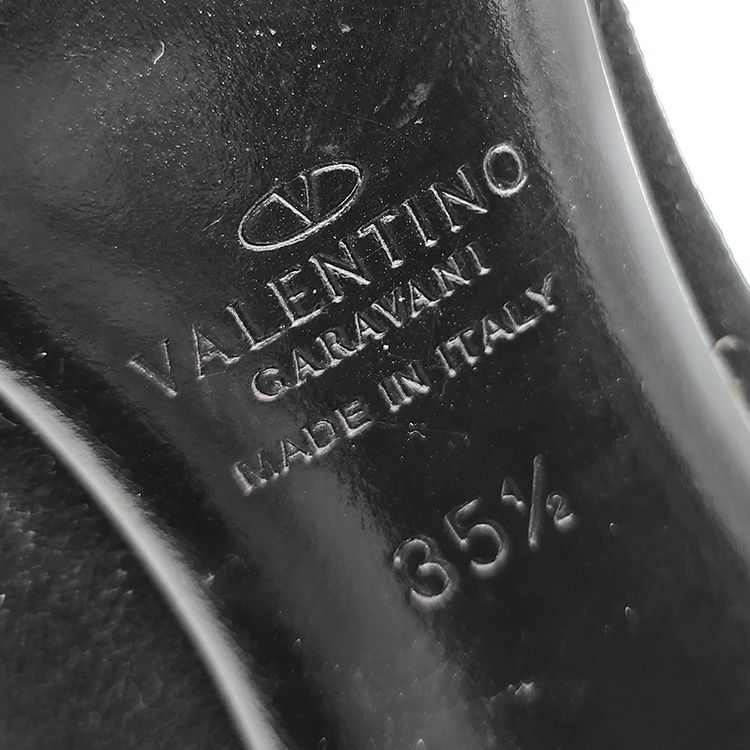 V
VALENTINO
GARAVANI
MADE IN ITALY
35½